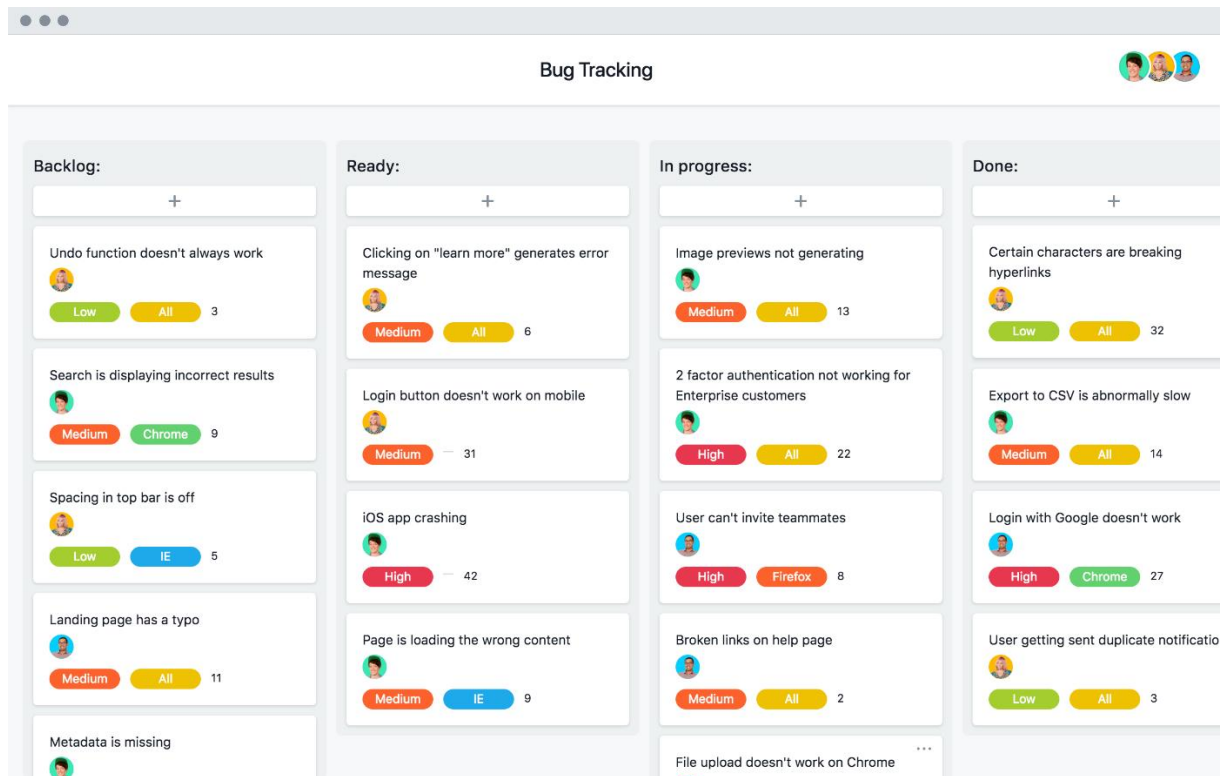 Bug Tracking
Backlog:
+
Undo function doesn't always work
Low All 3
Search is displaying incorrect results
Medium Chrome 9
Spacing in top bar is off
Low IE 5
Landing page has a typo
Medium All 11
Metadata is missing
Ready:
+
Clicking on "learn more" generates error
message
Medium All 6
Login button doesn't work on mobile
Medium — 31
iOS app crashing
High — 42
Page is loading the wrong content
Medium IE 9
In progress:
+
Image previews not generating
Medium All 13
2 factor authentication not working for
Enterprise customers
High All 22
User can't invite teammates
High Firefox 8
Broken links on help page
Medium All 2
File upload doesn't work on Chrome
Done:
+
Certain characters are breaking
hyperlinks
Low All 32
Export to CSV is abnormally slow
Medium All 14
Login with Google doesn't work
High Chrome 27
User getting sent duplicate notificatio
Low All 3